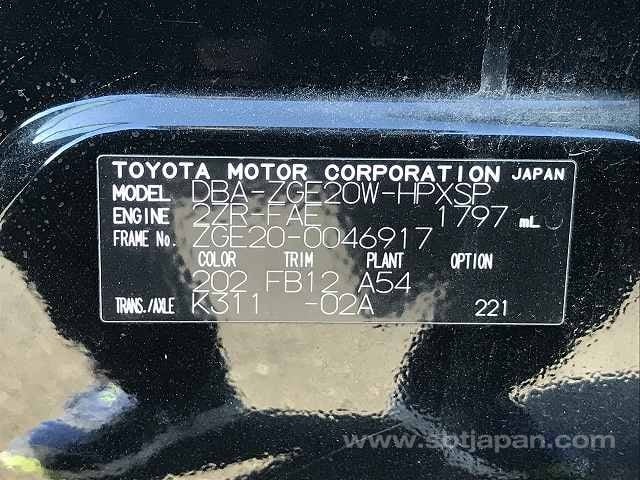 TOYOTA MOTOR CORPORATION JAPAN
MODEL DBA-ZGE20W-HPXSP
ENGINE 2ZR-FAE 1797 mL
FRAME No. ZGE20-0046917
COLOR TRIM PLANT OPTION
202 FB12 A54
TRANS./AXLE K311 -02A 221
www.sbtjapan.com